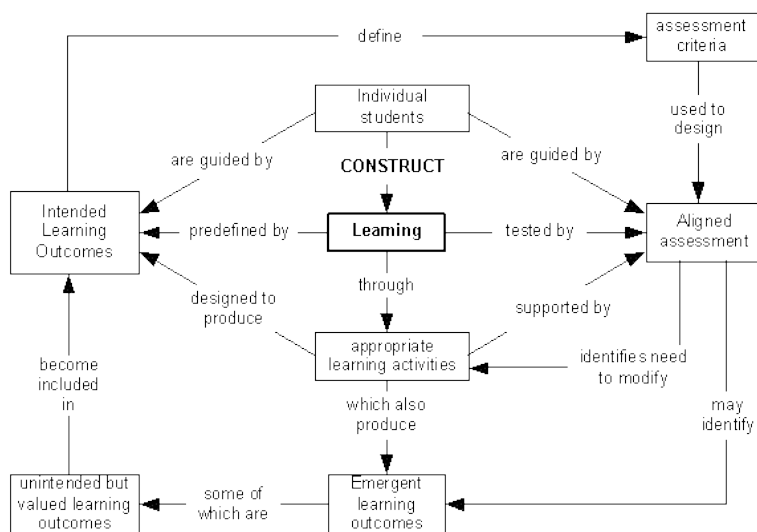 define
assessment
criteria
used to
design
Individual
students
are guided by
CONSTRUCT
are guided by
Intended
Learning
Outcomes
predefined by
Learning
tested by
Aligned
assessment
designed to
produce
through
supported by
appropriate
learning activities
identifies need
to modify
become
included
in
which also
produce
may
identify
unintended but
valued learning
outcomes
some of
which are
Emergent
learning
outcomes